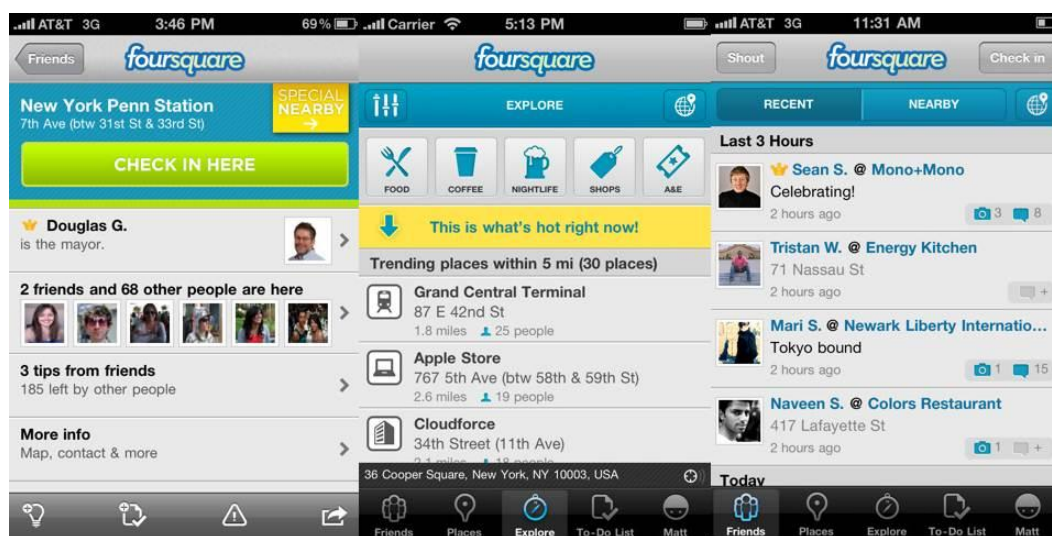 AT&T 3G 3:46 PM 69%
Friends foursquare
New York Penn Station
7th Ave (btw 31st St & 33rd St)
SPECIAL
NEARBY
CHECK IN HERE
Douglas G.
is the mayor.
2 friends and 68 other people are here
3 tips from friends
185 left by other people
More info
Map, contact & more
Carrier 5:13 PM
foursquare
EXPLORE
FOOD COFFEE NIGHTLIFE SHOPS A&E
This is what's hot right now!
Trending places within 5 mi (30 places)
Grand Central Terminal
87 E 42nd St
1.8 miles 25 people
Apple Store
767 5th Ave (btw 58th & 59th St)
2.6 miles 19 people
Cloudforce
34th Street (11th Ave)
2.1 miles 18 people
36 Cooper Square, New York, NY 10003, USA
Friends Places Explore To-Do List Matt
AT&T 3G 11:31 AM
Shout foursquare Check in
RECENT NEARBY
Last 3 Hours
Sean S. @ Mono+Mono
Celebrating!
2 hours ago 3 8
Tristan W. @ Energy Kitchen
71 Nassau St
2 hours ago +
Mari S. @ Newark Liberty Internatio...
Tokyo bound
2 hours ago 1 15
Naveen S. @ Colors Restaurant
417 Lafayette St
2 hours ago 1 +
Today
Friends Places Explore To-Do List Matt